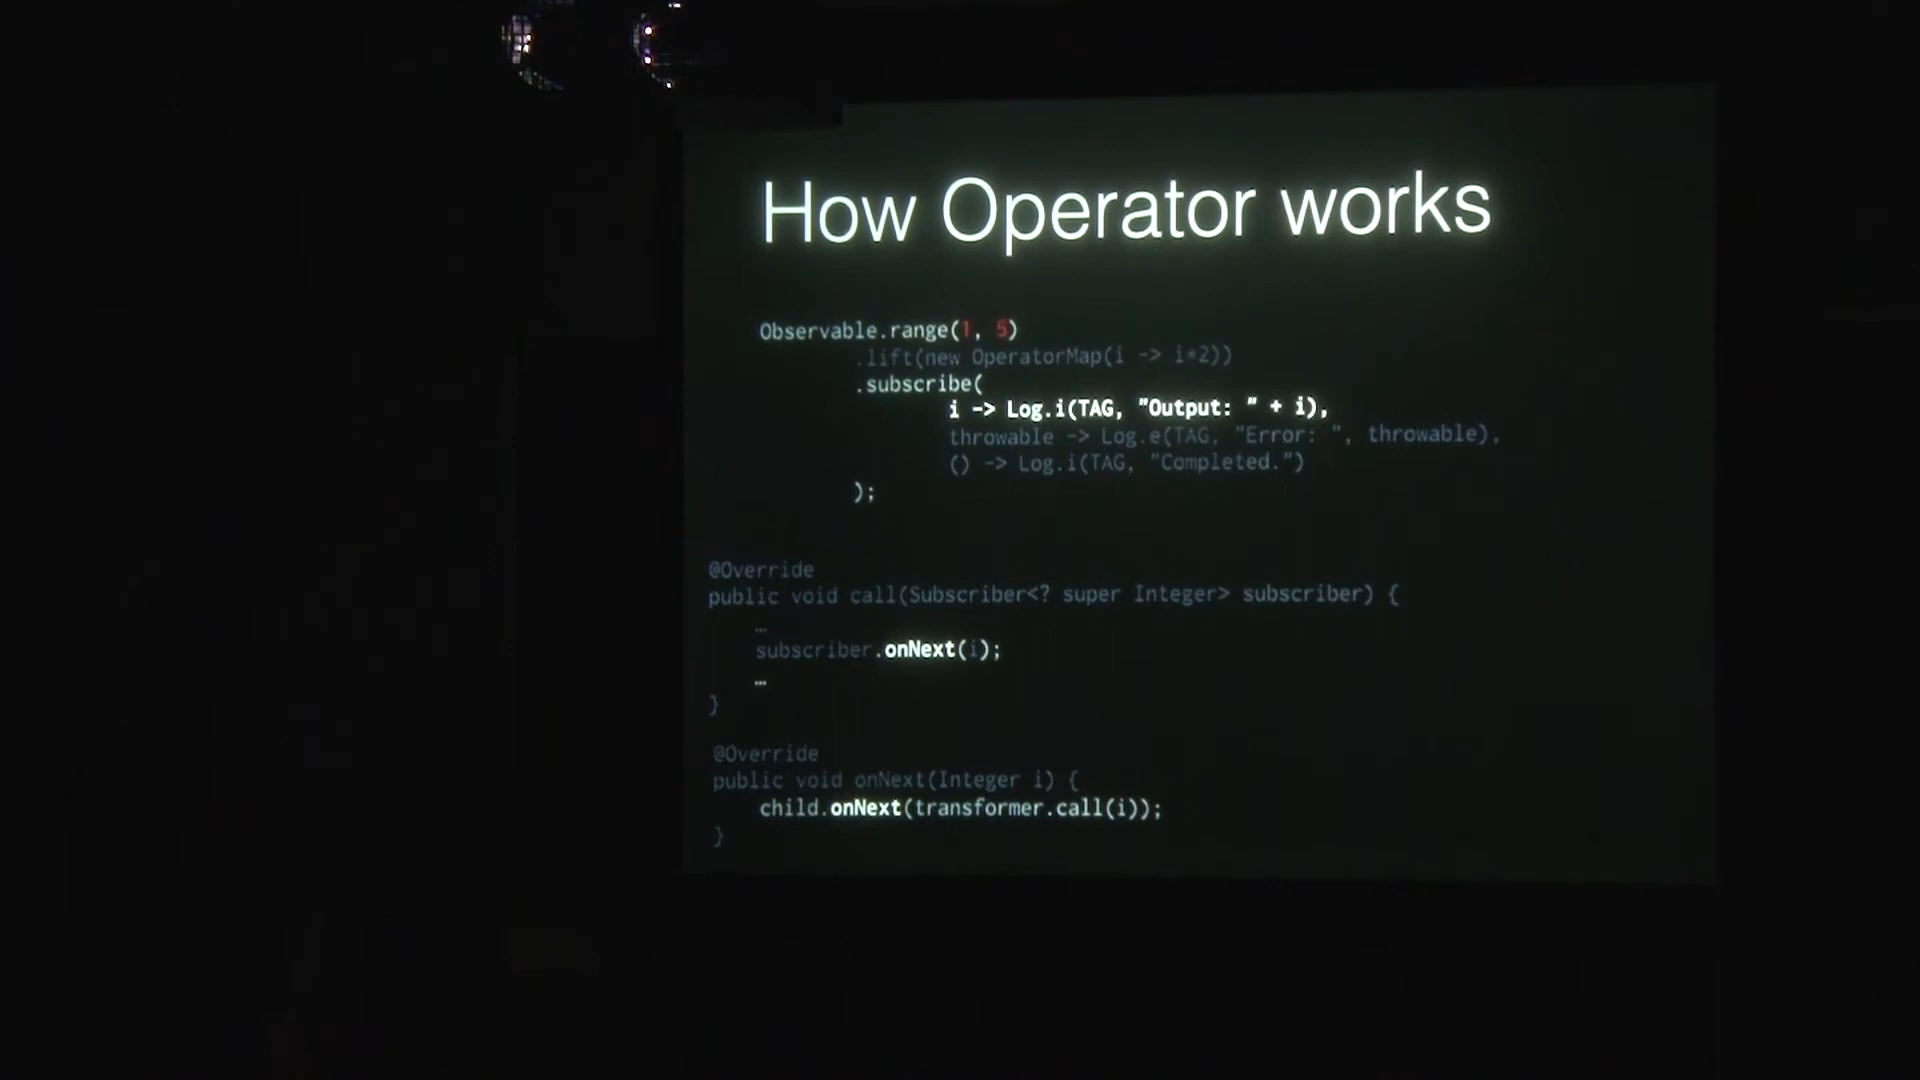 How Operator works
Observable.range(1, 5)
.lift(new OperatorMap(i -> i*2))
.subscribe(
i -> Log.i(TAG, "Output: " + i),
throwable -> Log.e(TAG, "Error: ", throwable),
() -> Log.i(TAG, "Completed.")
);
@Override
public void call(Subscriber<? super Integer> subscriber) {
…
subscriber.onNext(i);
…
}
@Override
public void onNext(Integer i) {
child.onNext(transformer.call(i));
}